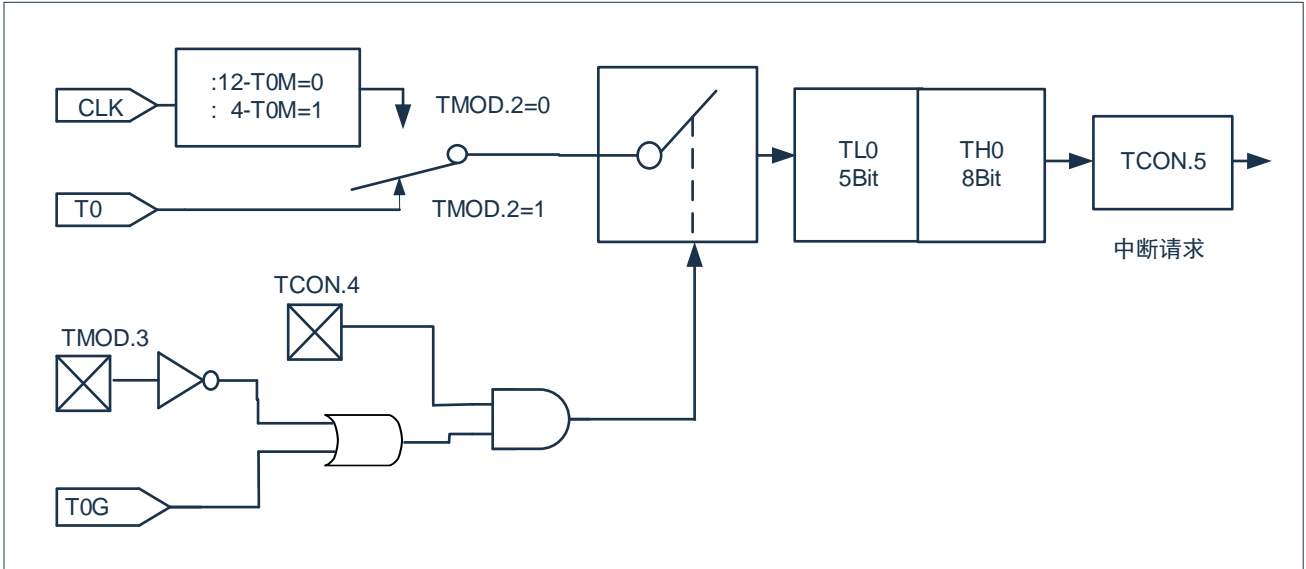 CLK
:12-T0M=0
: 4-T0M=1
TMOD.2=0
T0
TMOD.2=1
TL0
5Bit
TH0
8Bit
TCON.5
中断请求
TCON.4
TMOD.3
T0G